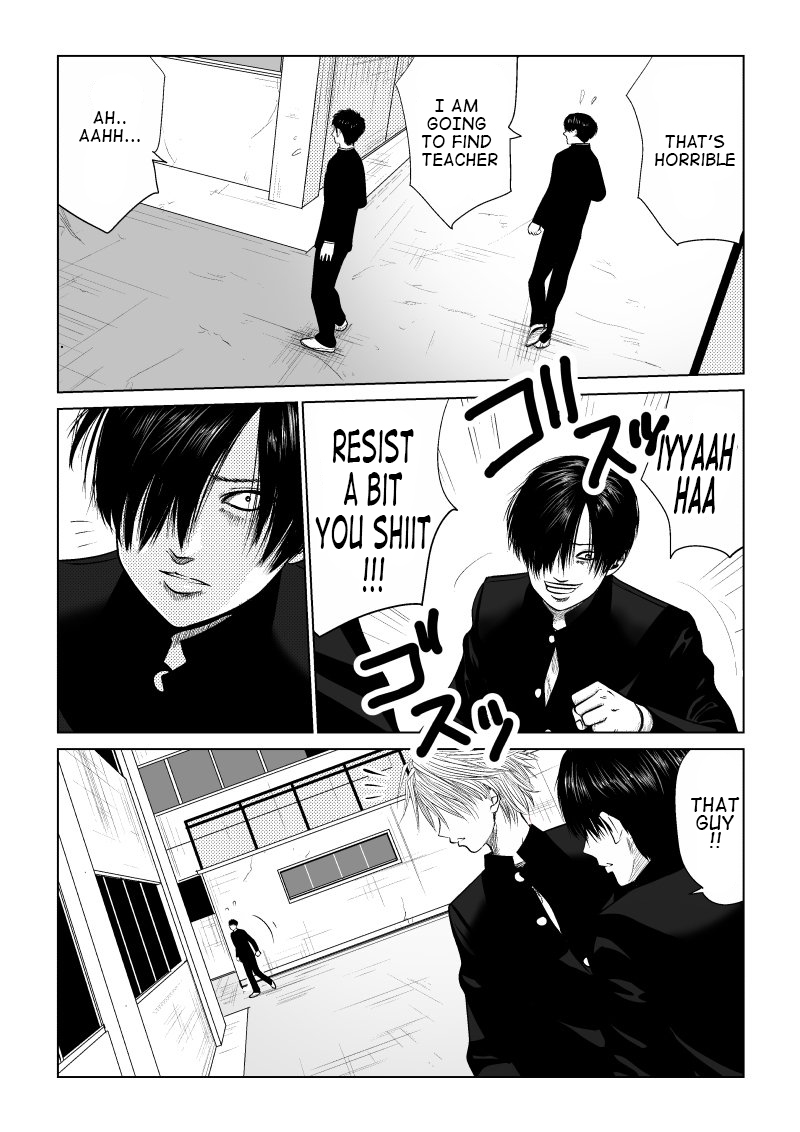 THAT'S
HORRIBLE
I AM
GOING
TO FIND
TEACHER
AH..
AAHH...
IYYAAH
HAA
ゴスッ
RESIST
A BIT
YOU SHIIT
!!!
ゴスッ
THAT
GUY
!!